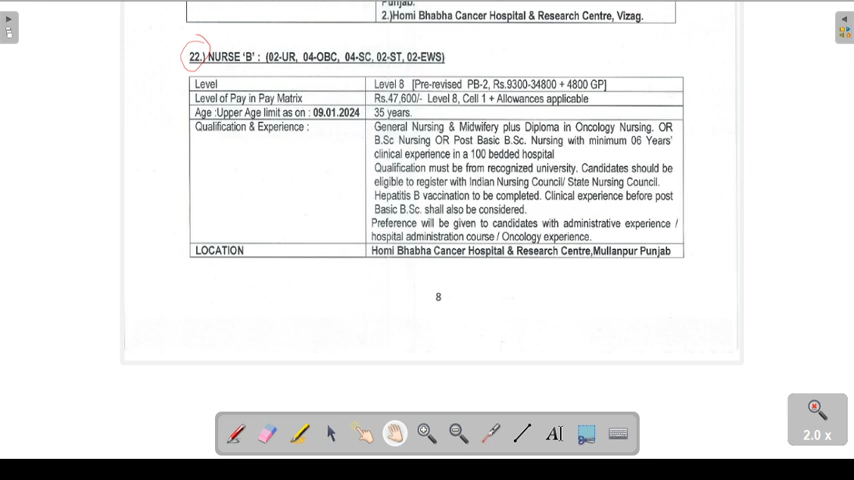 Punjab.
2.)Homi Bhabha Cancer Hospital & Research Centre, Vizag.
22.) NURSE 'B' : (02-UR, 04-OBC, 04-SC, 02-ST, 02-EWS)
Level Level 8 [Pre-revised PB-2, Rs.9300-34800 + 4800 GP]
Level of Pay in Pay Matrix Rs.47,600/- Level 8, Cell 1 + Allowances applicable
Age :Upper Age limit as on : 09.01.2024 35 years.
Qualification & Experience : General Nursing & Midwifery plus Diploma in Oncology Nursing. OR
B.Sc Nursing OR Post Basic B.Sc. Nursing with minimum 06 Years'
clinical experience in a 100 bedded hospital
Qualification must be from recognized university. Candidates should be
eligible to register with Indian Nursing Council/ State Nursing Council.
Hepatitis B vaccination to be completed. Clinical experience before post
Basic B.Sc. shall also be considered.
Preference will be given to candidates with administrative experience /
hospital administration course / Oncology experience.
LOCATION Homi Bhabha Cancer Hospital & Research Centre,Mullanpur Punjab
8
AI
2.0 x